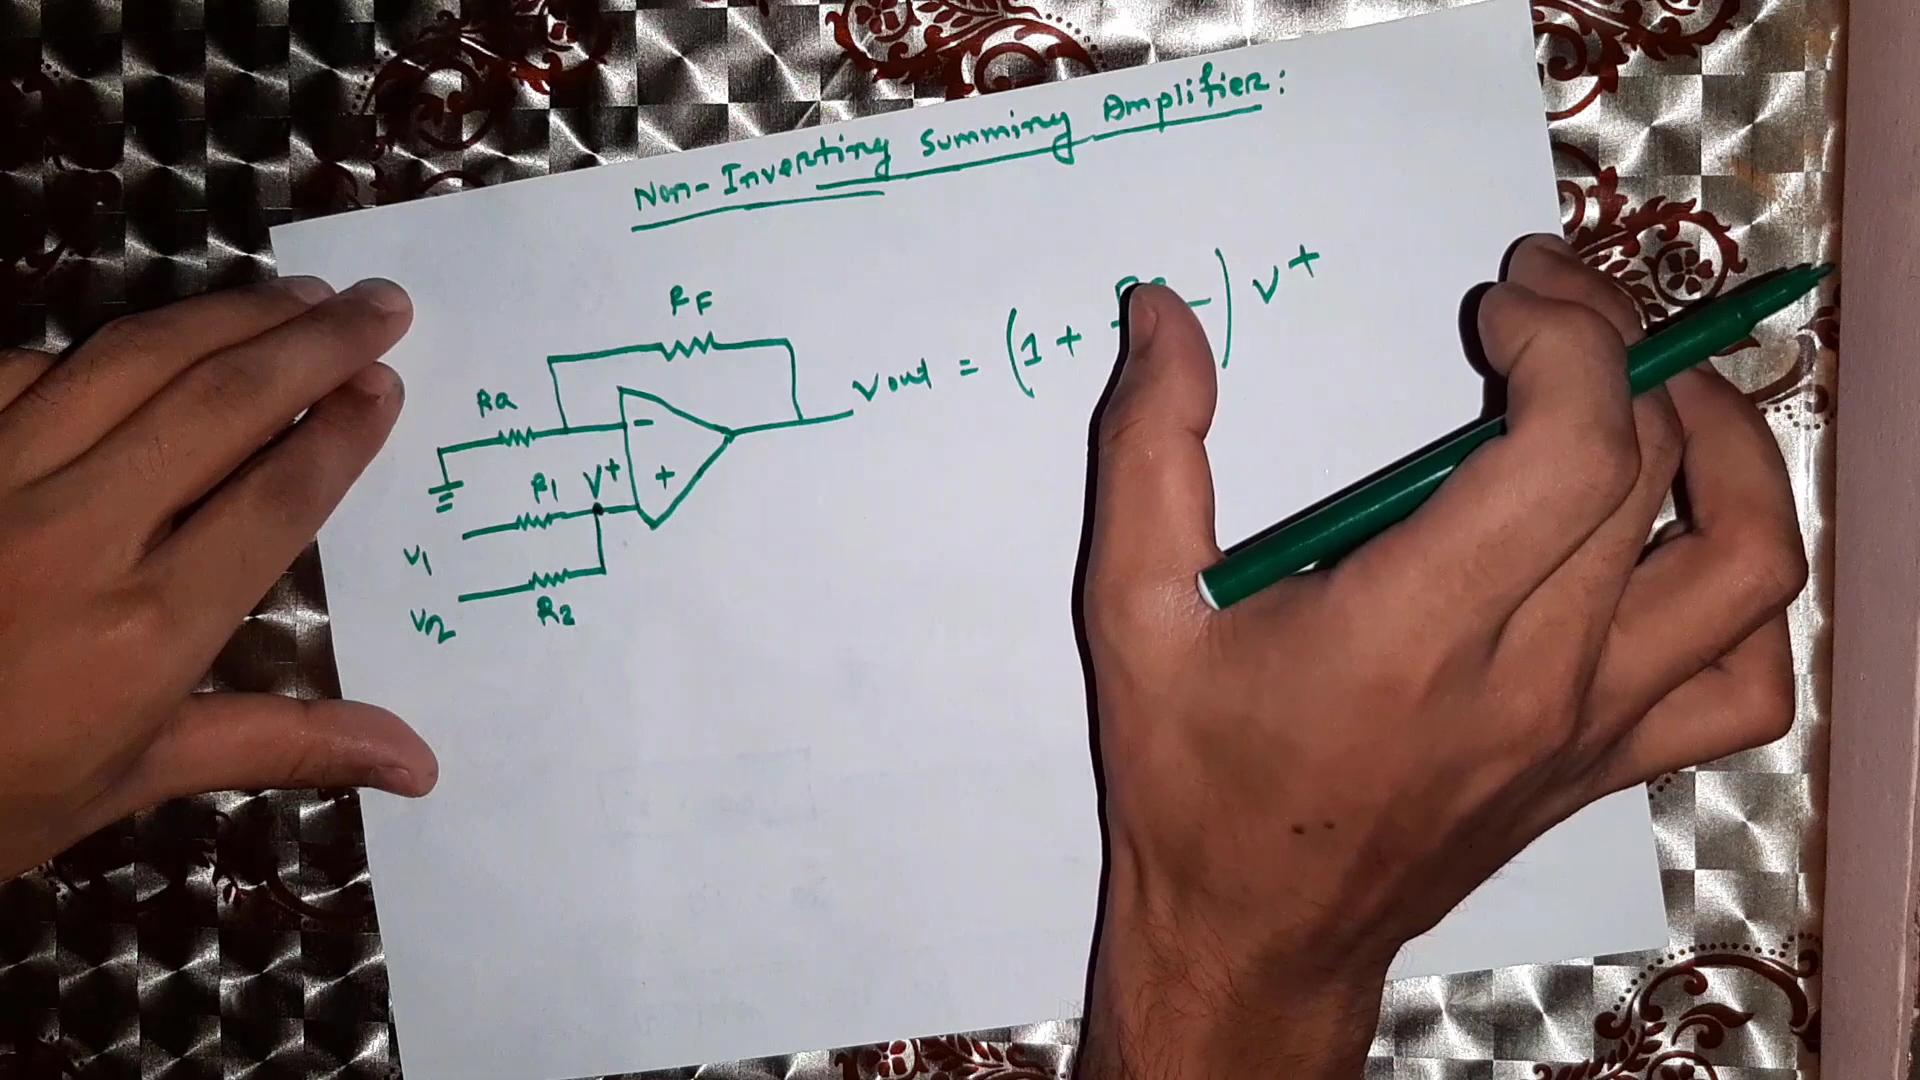 Non-Inverting Summing Amplifier:
RF
Vout = (1 + ) V+
Ra
-
R1 V+ +
V1
R2
V2